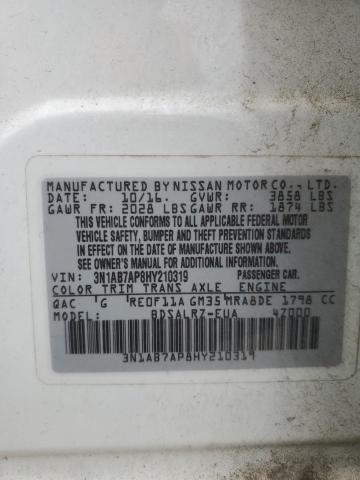 MANUFACTURED BY NISSAN MOTOR CO., LTD.
DATE: 10/16. GVWR: 3858 LBS
GAWR FR: 2028 LBS GAWR RR: 1874 LBS
THIS VEHICLE CONFORMS TO ALL APPLICABLE FEDERAL MOTOR
VEHICLE SAFETY, BUMPER AND THEFT PREVENTION STANDARDS
IN EFFECT ON THE DATE OF MANUFACTURE SHOWN ABOVE.
SEE OWNER'S MANUAL FOR ADDITIONAL INFORMATION
VIN: 3N1AB7AP8HY210319 PASSENGER CAR.
COLOR TRIM TRANS AXLE ENGINE
QAC G RE0F11A GM35 MRA8DE 1798 CC
MODEL: BDSALRZ-EUA 4Z000
3N1AB7AP8HY210319